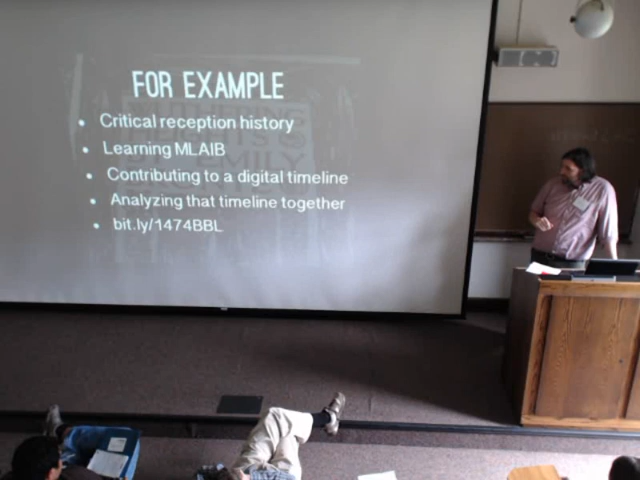 FOR EXAMPLE
• Critical reception history
• Learning MLAIB
• Contributing to a digital timeline
• Analyzing that timeline together
• bit.ly/1474BBL